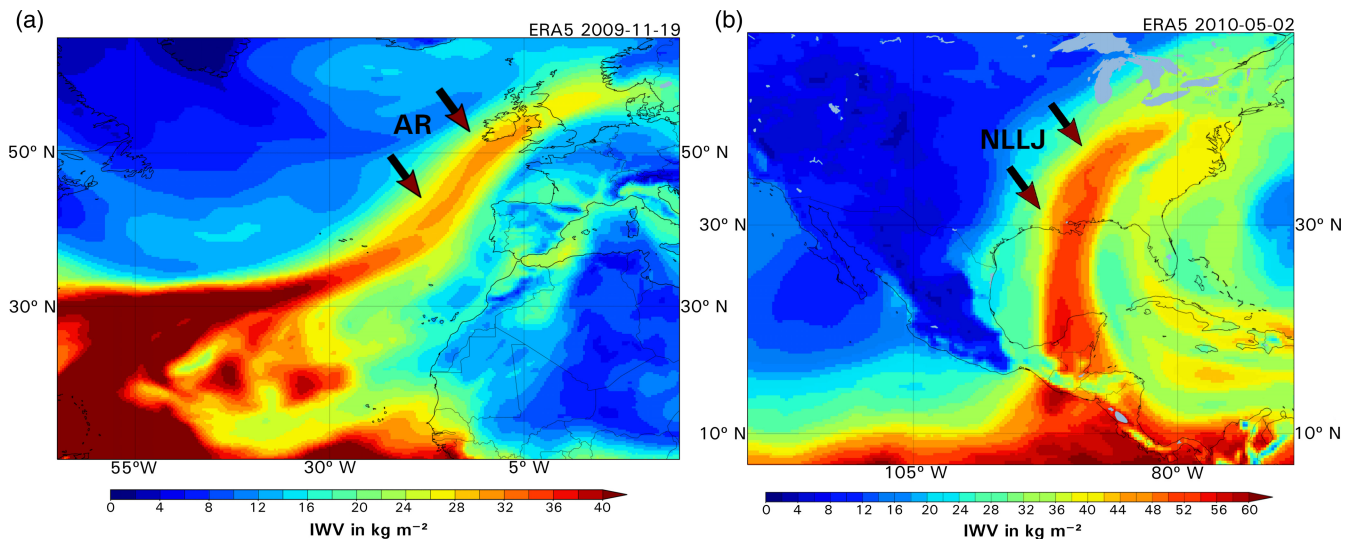 (a)
ERA5 2009-11-19
AR
50° N
30° N
55°W 30°W 5°W
0 4 8 12 16 20 24 28 32 36 40
IWV in kg m⁻²
(b)
ERA5 2010-05-02
NLLJ
50° N
30° N 30° N
10° N 10° N
105°W 80°W
0 4 8 12 16 20 24 28 32 36 40 44 48 52 56 60
IWV in kg m⁻²